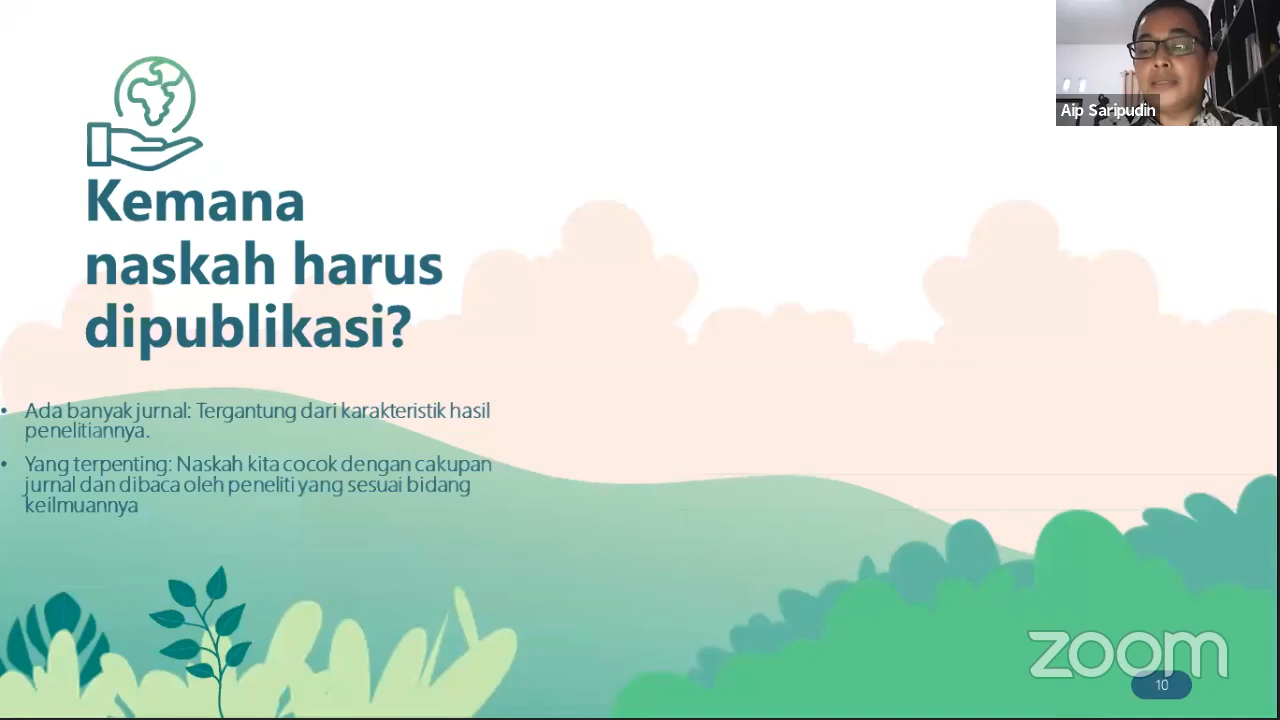 Aip Saripudin
Kemana
naskah harus
dipublikasi?
• Ada banyak jurnal: Tergantung dari karakteristik hasil
penelitiannya.
• Yang terpenting: Naskah kita cocok dengan cakupan
jurnal dan dibaca oleh peneliti yang sesuai bidang
keilmuannya
zoom
10